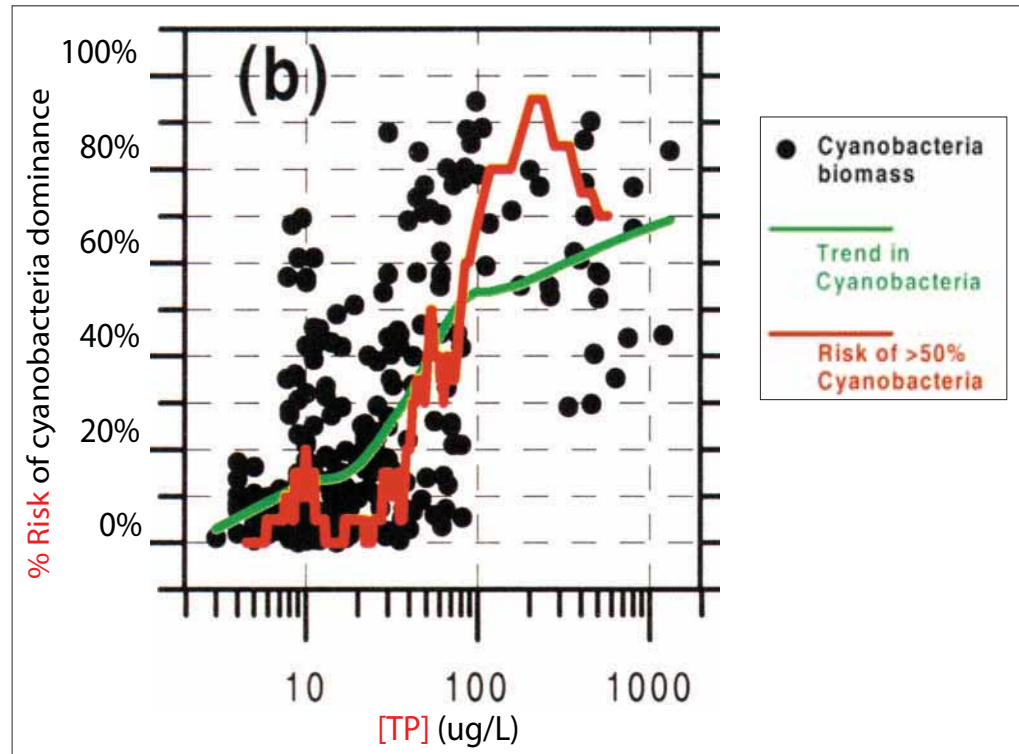 (b)
100%
80%
60%
40%
20%
0%
% Risk of cyanobacteria dominance
10 100 1000
[TP] (ug/L)
Cyanobacteria
biomass
Trend in
Cyanobacteria
Risk of >50%
Cyanobacteria